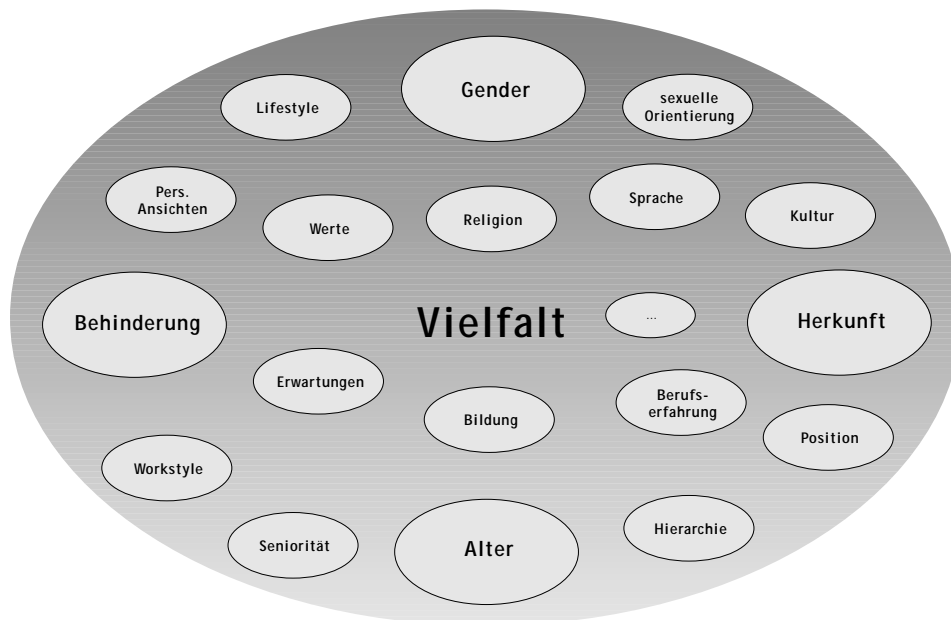 Gender
Lifestyle
sexuelle
Orientierung
Pers.
Ansichten
Werte
Religion
Sprache
Kultur
Behinderung
Vielfalt
...
Herkunft
Erwartungen
Bildung
Berufs-
erfahrung
Position
Workstyle
Seniorität
Alter
Hierarchie